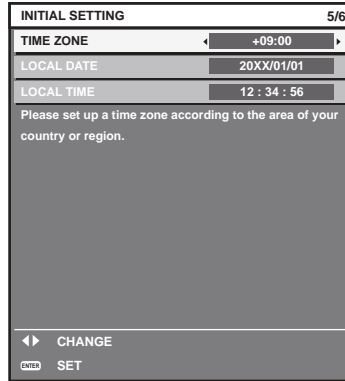 INITIAL SETTING 5/6
TIME ZONE +09:00
LOCAL DATE 20XX/01/01
LOCAL TIME 12 : 34 : 56
Please set up a time zone according to the area of your
country or region.
CHANGE
ENTER SET